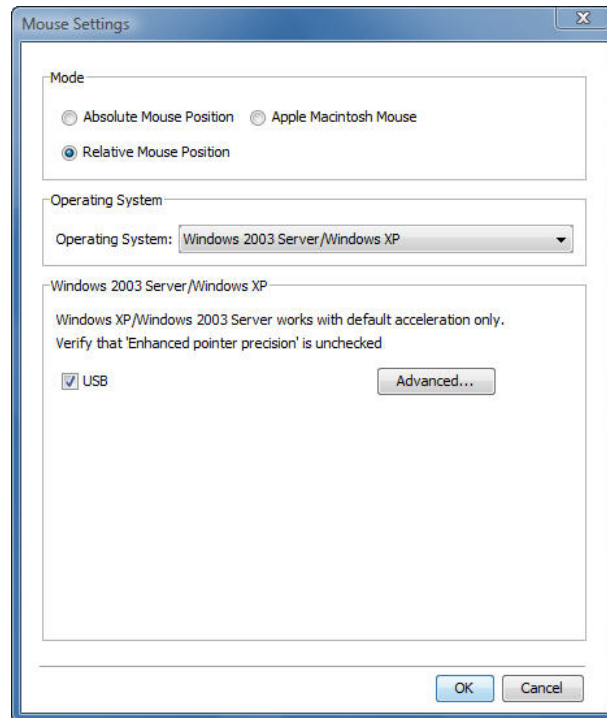 Mouse Settings
Mode
Absolute Mouse Position Apple Macintosh Mouse
Relative Mouse Position
Operating System
Operating System: Windows 2003 Server/Windows XP
Windows 2003 Server/Windows XP
Windows XP/Windows 2003 Server works with default acceleration only.
Verify that 'Enhanced pointer precision' is unchecked
USB Advanced...
OK Cancel